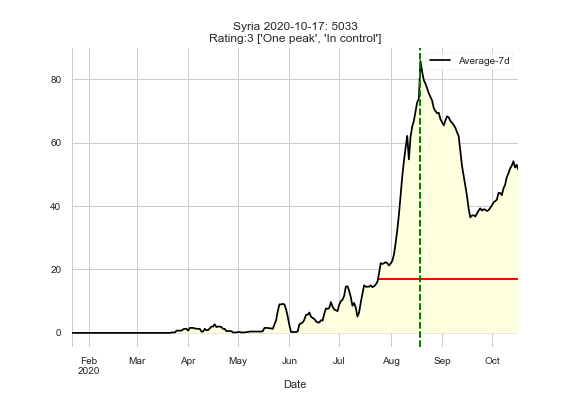 Syria 2020-10-17: 5033
Rating:3 ['One peak', 'In control']
Average-7d
80
60
40
20
0
Feb Mar Apr May Jun Jul Aug Sep Oct
2020
Date